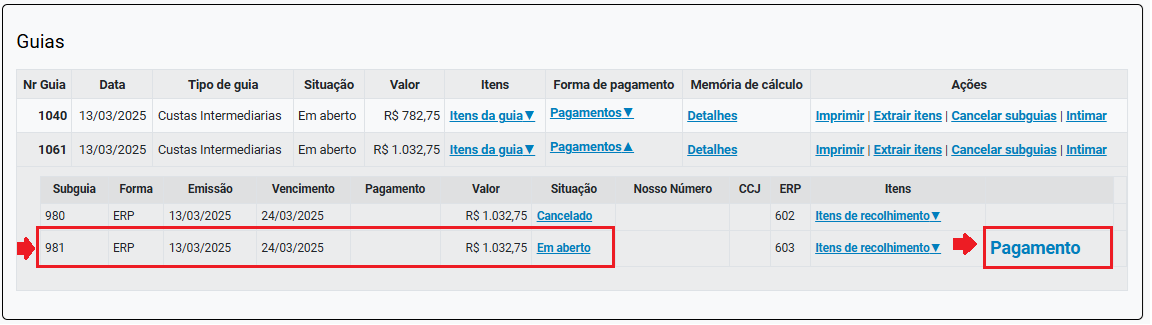 Guias
Nr Guia Data Tipo de guia Situação Valor Itens Forma de pagamento Memória de cálculo Ações
1040 13/03/2025 Custas Intermediarias Em aberto R$ 782,75 Itens da guia▼ Pagamentos▼ Detalhes Imprimir | Extrair itens | Cancelar subguias | Intimar
1061 13/03/2025 Custas Intermediarias Em aberto R$ 1.032,75 Itens da guia▼ Pagamentos▲ Detalhes Imprimir | Extrair itens | Cancelar subguias | Intimar
Subguia Forma Emissão Vencimento Pagamento Valor Situação Nosso Número CCJ ERP Itens
980 ERP 13/03/2025 24/03/2025 R$ 1.032,75 Cancelado 602 Itens de recolhimento▼
981 ERP 13/03/2025 24/03/2025 R$ 1.032,75 Em aberto 603 Itens de recolhimento▼ Pagamento